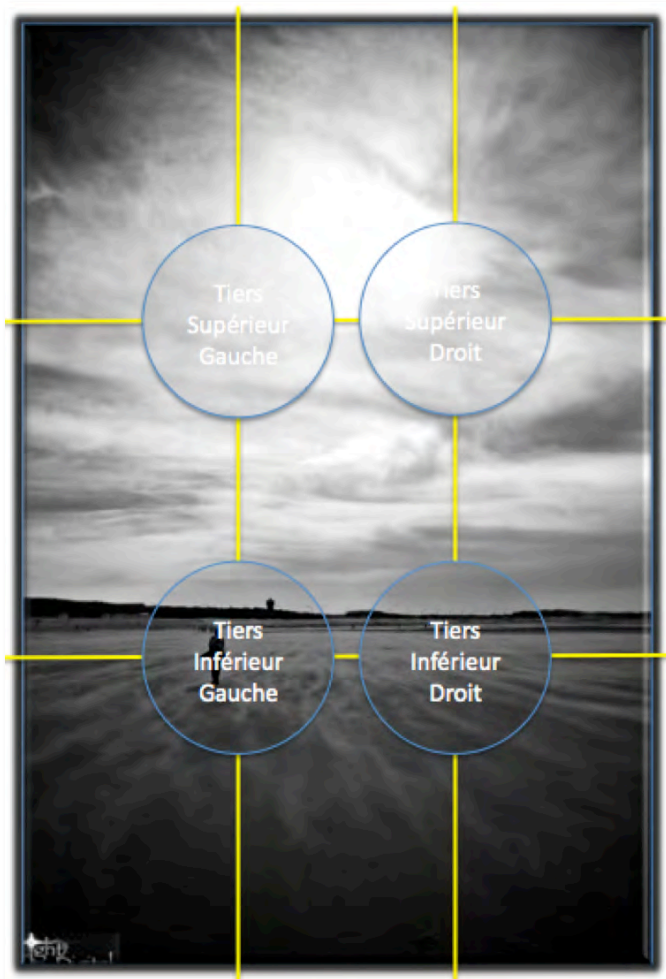 Tiers
Supérieur
Gauche
Tiers
Supérieur
Droit
Tiers
Inférieur
Gauche
Tiers
Inférieur
Droit